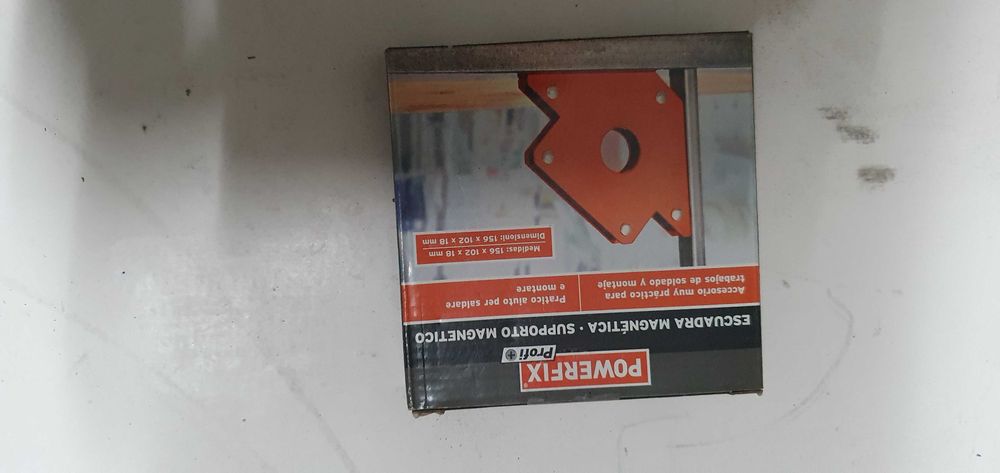 POWERFIX®
Profi +
ESCUADRA MAGNÉTICA · SUPPORTO MAGNETICO
Accesorio muy práctico para
trabajos de soldado y montaje
Pratico aiuto per saldare
e montare
Medidas: 156 x 102 x 18 mm
Dimensioni: 156 x 102 x 18 mm